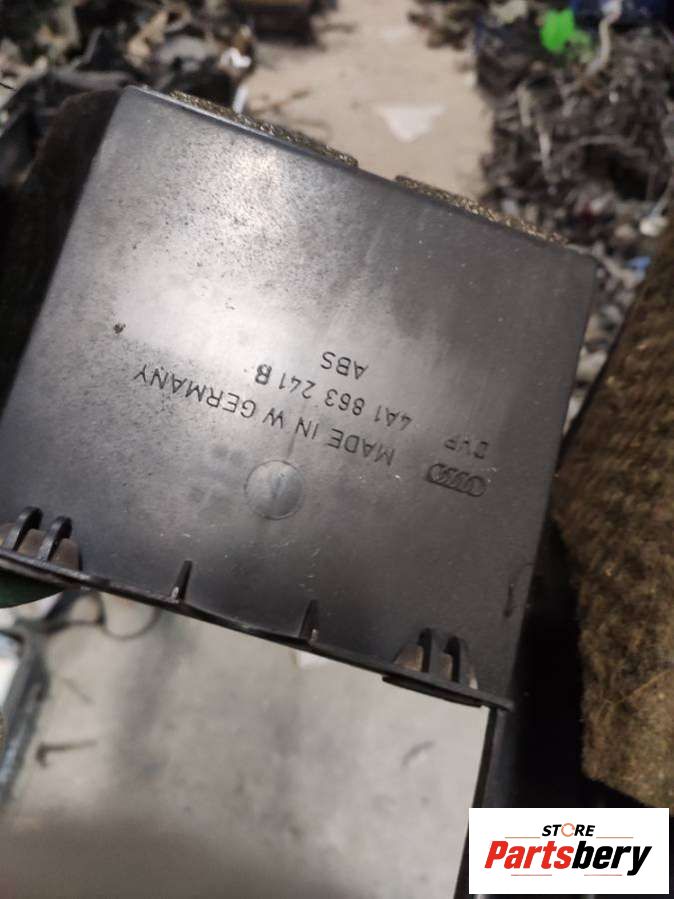 DVP
4A1 863 241 B
MADE IN W GERMANY
ABS
STORE
Partsbery